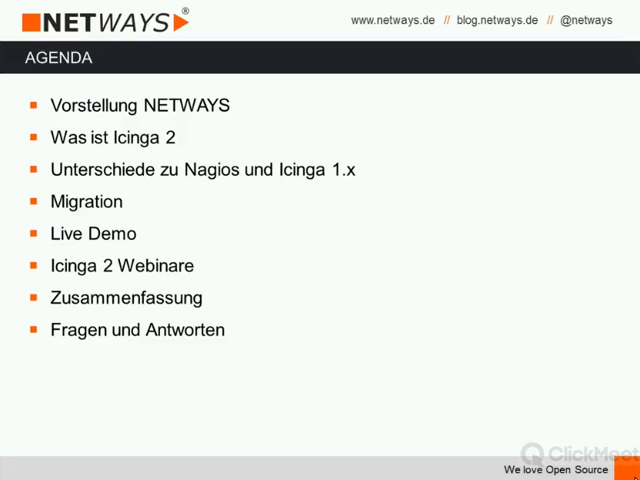 NETWAYS®
www.netways.de // blog.netways.de // @netways
AGENDA
Vorstellung NETWAYS
Was ist Icinga 2
Unterschiede zu Nagios und Icinga 1.x
Migration
Live Demo
Icinga 2 Webinare
Zusammenfassung
Fragen und Antworten
ClickMeet
We love Open Source